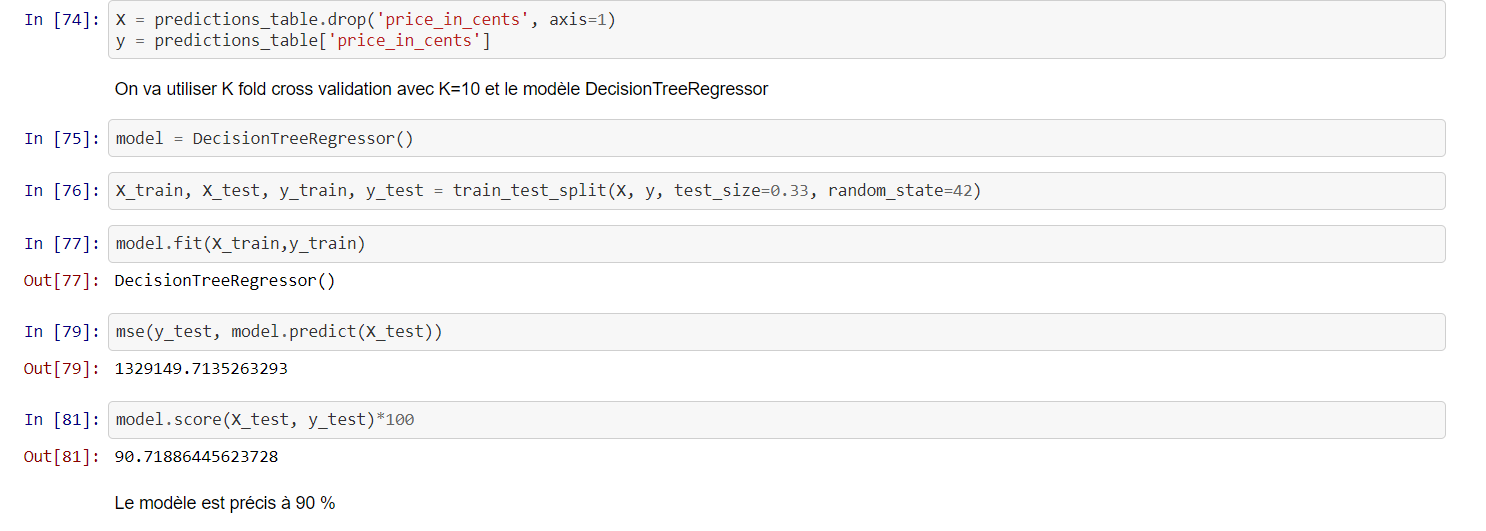 In [74]: X = predictions_table.drop('price_in_cents', axis=1)
y = predictions_table['price_in_cents']
On va utiliser K fold cross validation avec K=10 et le modèle DecisionTreeRegressor
In [75]: model = DecisionTreeRegressor()
In [76]: X_train, X_test, y_train, y_test = train_test_split(X, y, test_size=0.33, random_state=42)
In [77]: model.fit(X_train,y_train)
Out[77]: DecisionTreeRegressor()
In [79]: mse(y_test, model.predict(X_test))
Out[79]: 1329149.7135263293
In [81]: model.score(X_test, y_test)*100
Out[81]: 90.71886445623728
Le modèle est précis à 90 %